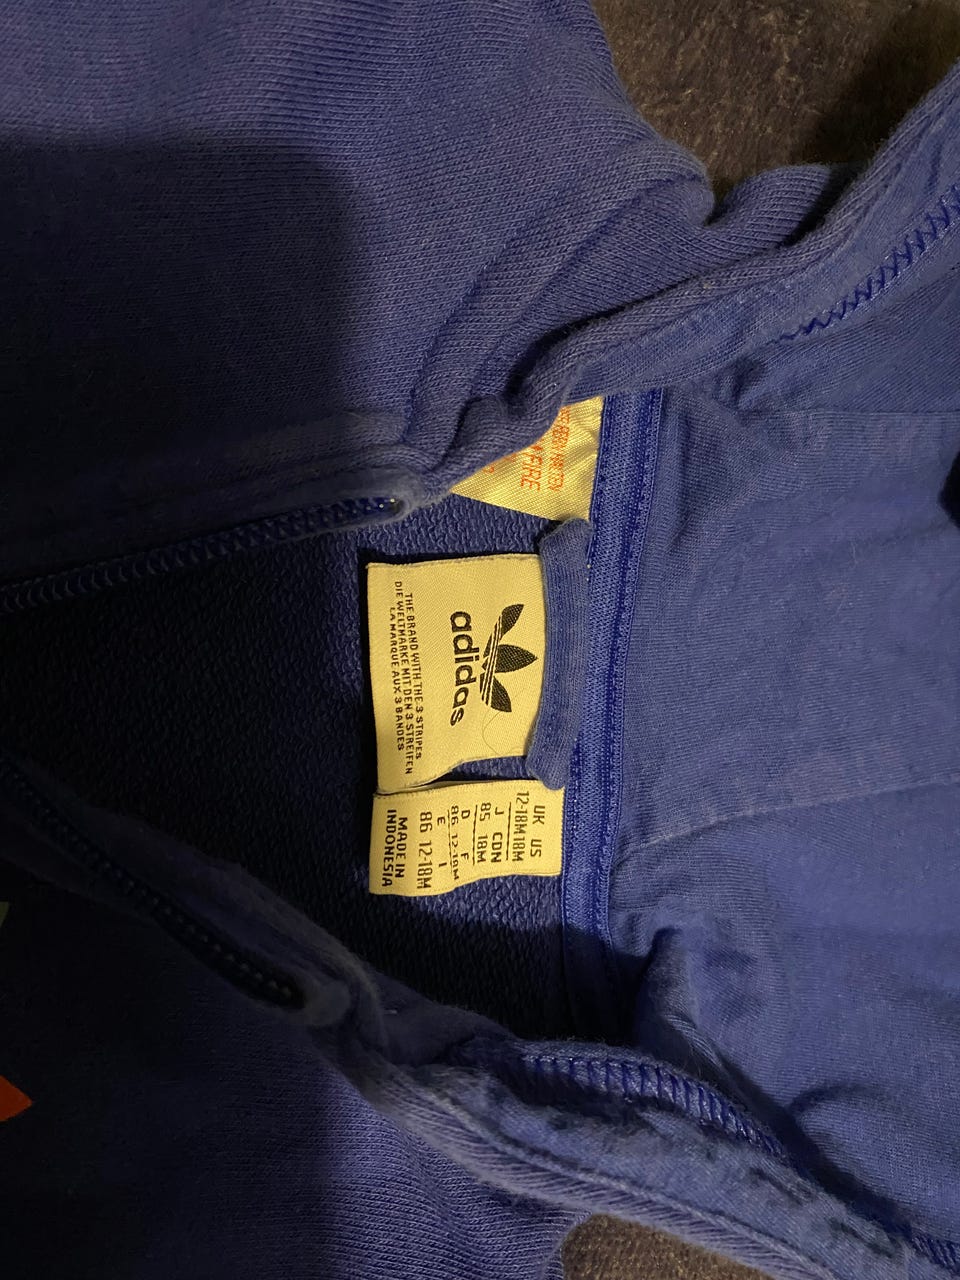 FIRE
adidas
THE BRAND WITH THE 3 STRIPES
DIE WELTMARKE MIT DEN 3 STREIFEN
LA MARQUE AUX 3 BANDES
UK US
12-18M 18M
J CDN
85 18M
D F
86 12-18M
E I
86 12-18M
MADE IN
INDONESIA